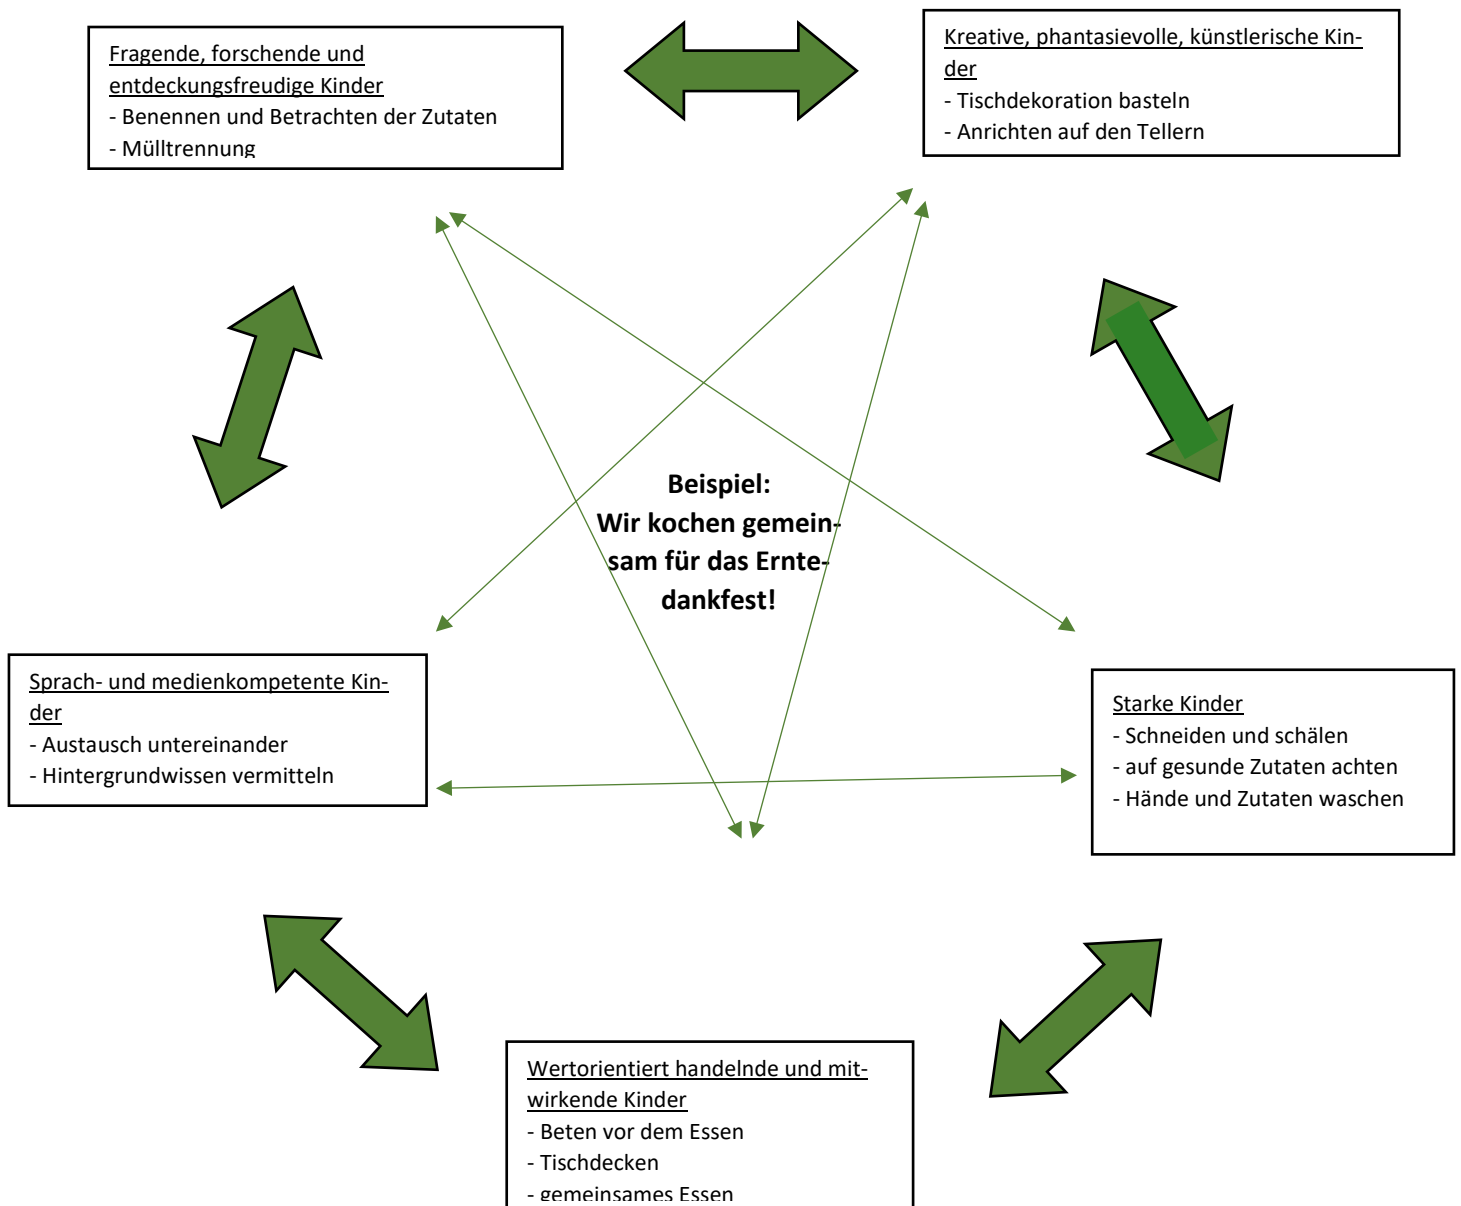 Fragende, forschende und
entdeckungsfreudige Kinder
- Benennen und Betrachten der Zutaten
- Mülltrennung
Kreative, phantasievolle, künstlerische Kin-
der
- Tischdekoration basteln
- Anrichten auf den Tellern
Beispiel:
Wir kochen gemein-
sam für das Ernte-
dankfest!
Sprach- und medienkompetente Kin-
der
- Austausch untereinander
- Hintergrundwissen vermitteln
Starke Kinder
- Schneiden und schälen
- auf gesunde Zutaten achten
- Hände und Zutaten waschen
Wertorientiert handelnde und mit-
wirkende Kinder
- Beten vor dem Essen
- Tischdecken
- gemeinsames Essen